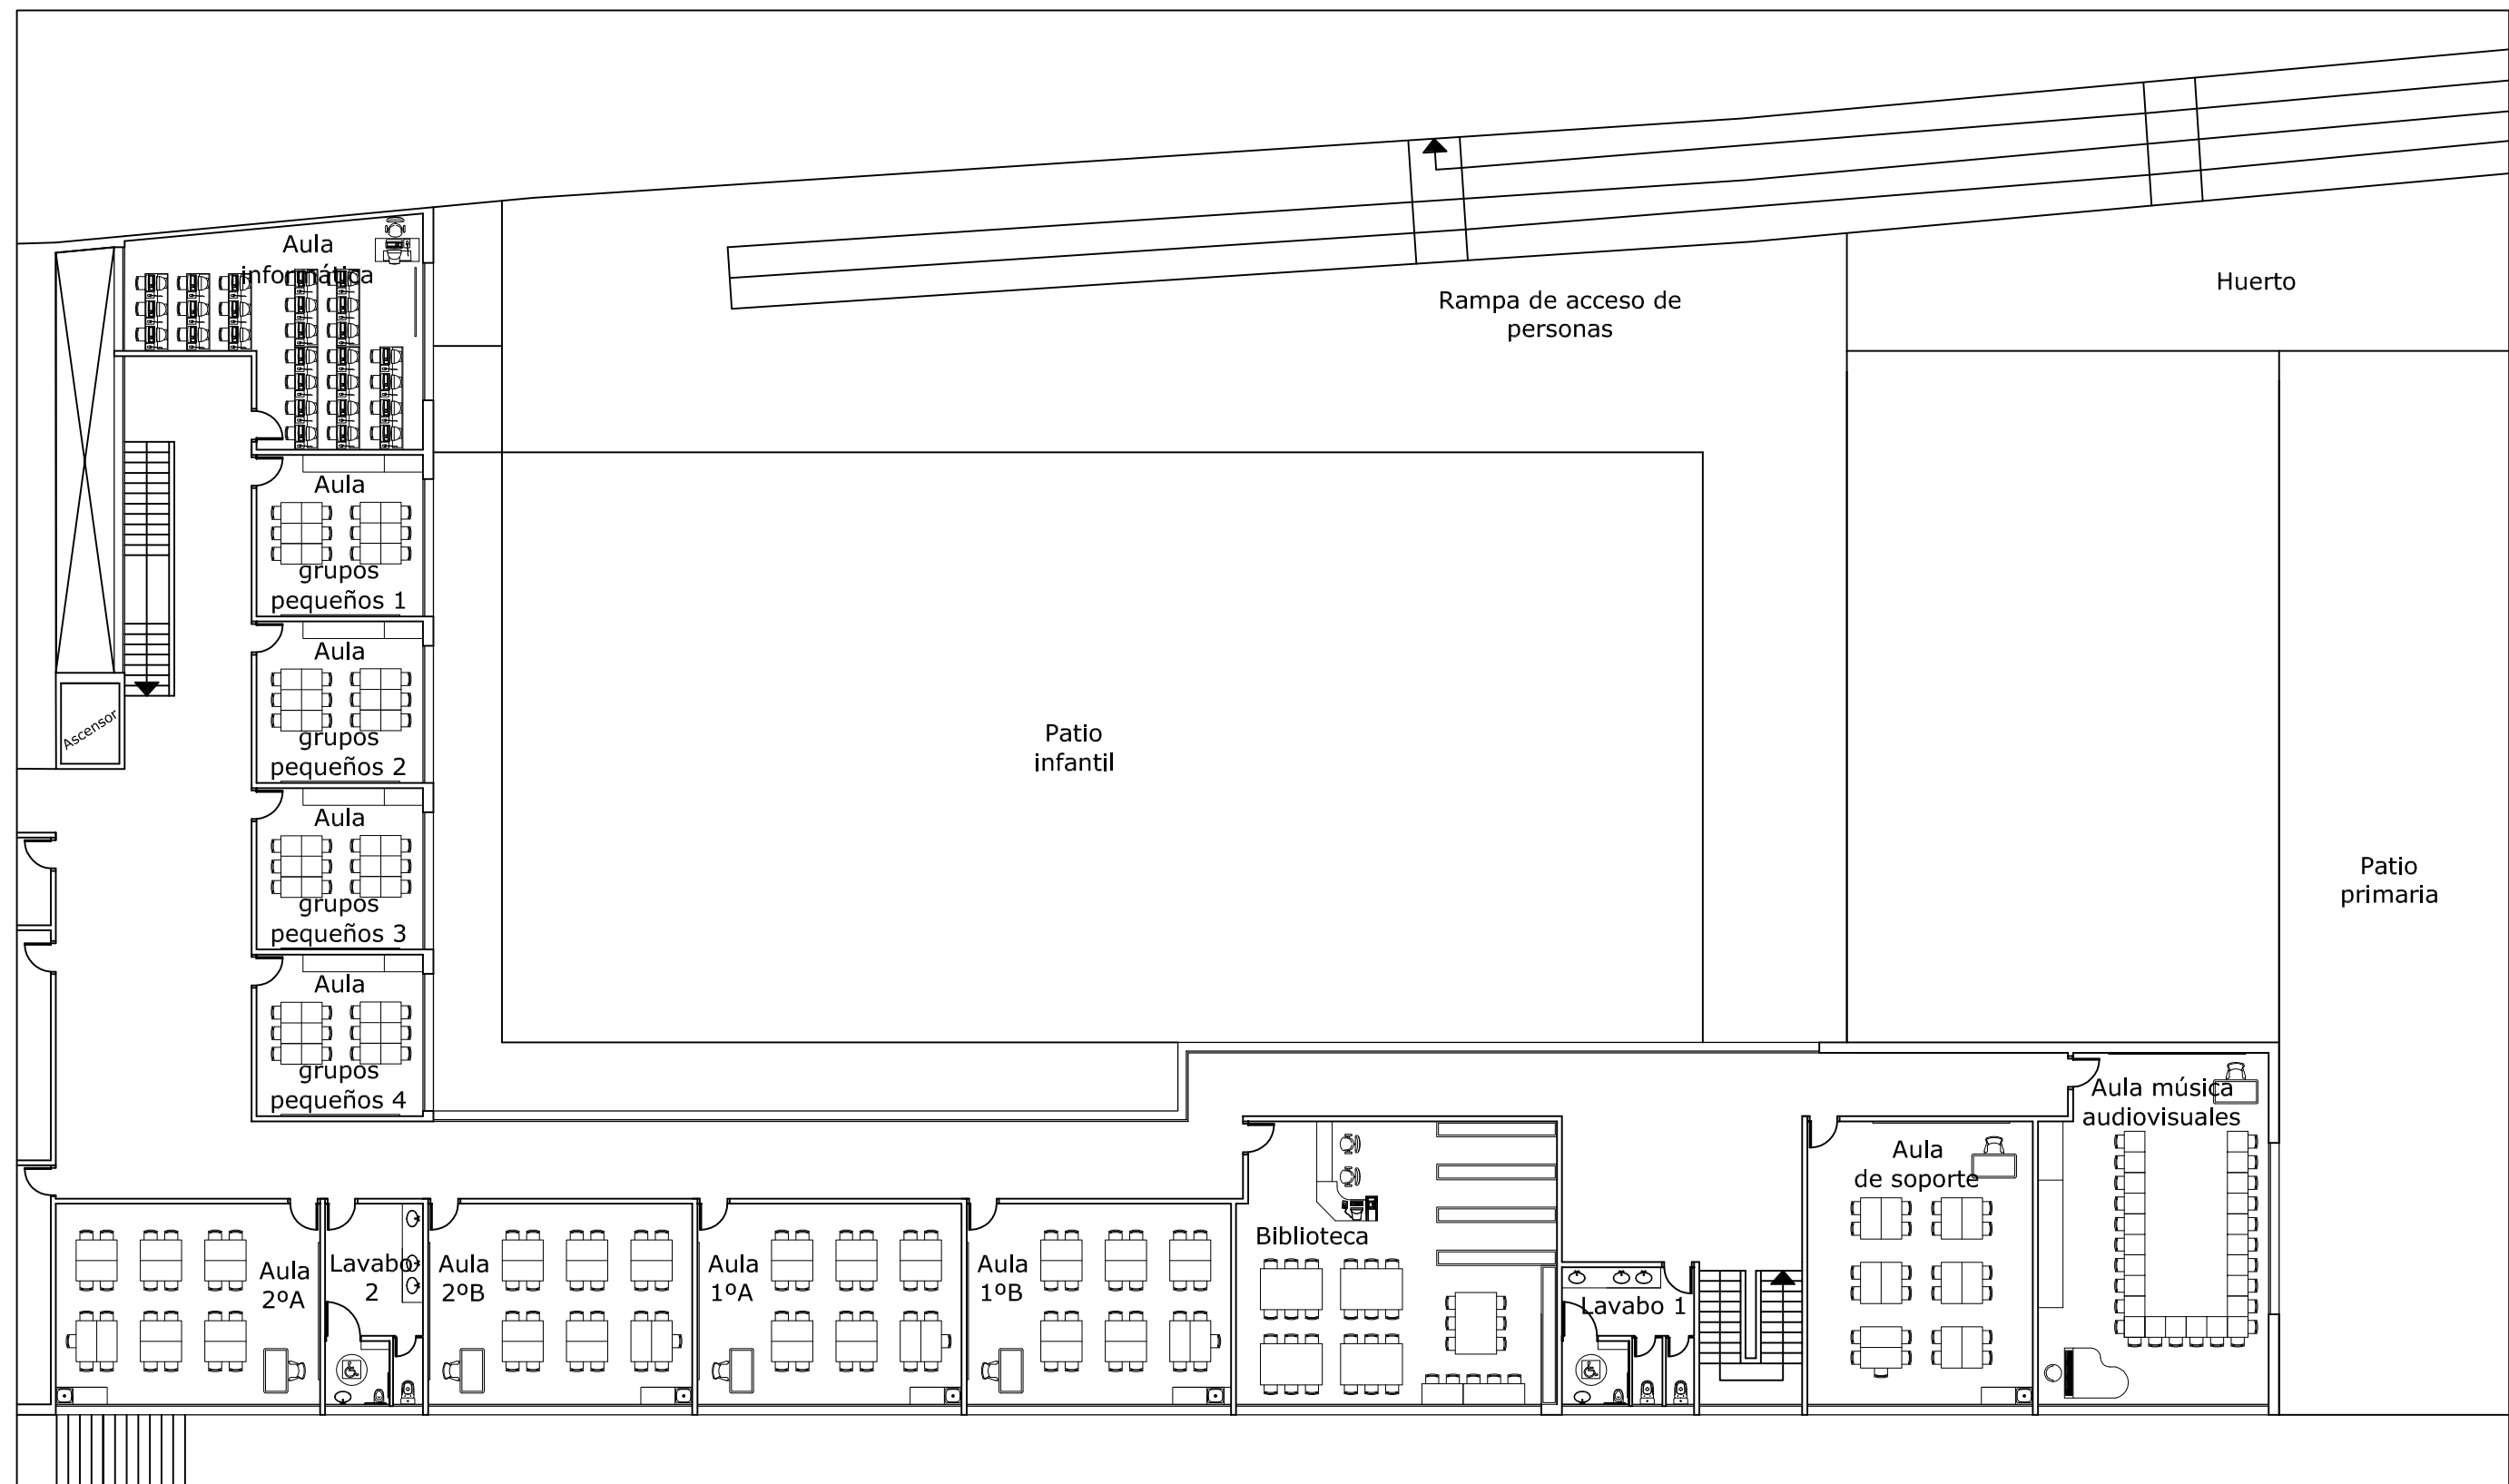 Aula
informática
Huerto
Rampa de acceso de
personas
Aula
grupos
pequeños 1
Aula
grupos
pequeños 2
Ascensor
Patio
infantil
Aula
grupos
pequeños 3
Patio
primaria
Aula
grupos
pequeños 4
Aula música
audiovisuales
Aula
de soporte
Biblioteca
Aula
2ºA
Lavabo
2
Aula
2ºB
Aula
1ºA
Aula
1ºB
Lavabo 1